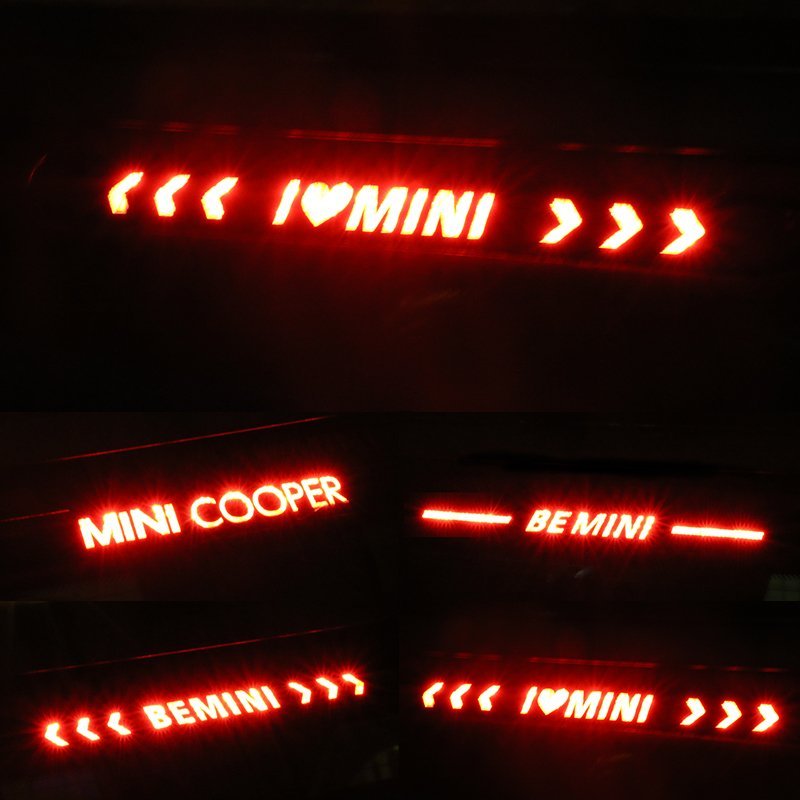 <<< I♥MINI >>>
MINI COOPER
BE MINI
<<< BEMINI >>>
<<< I♥MINI >>>